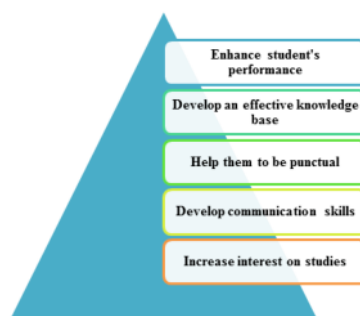 Enhance student's
performance
Develop an effective knowledge
base
Help them to be punctual
Develop communication skills
Increase interest on studies